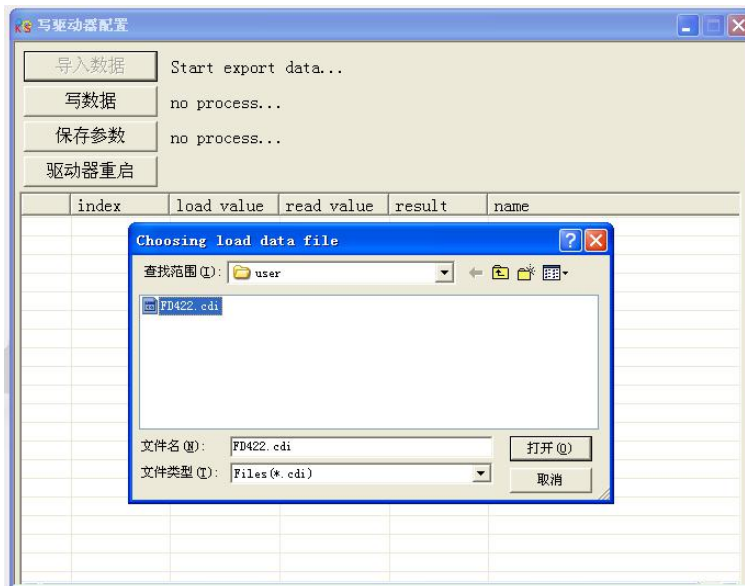 KS 写驱动器配置
导入数据 Start export data...
写数据 no process...
保存参数 no process...
驱动器重启
index load value read value result name
Choosing load data file
查找范围(I): user
FD422.cdi
文件名(N): FD422.cdi 打开(O)
文件类型(T): Files(*.cdi) 取消